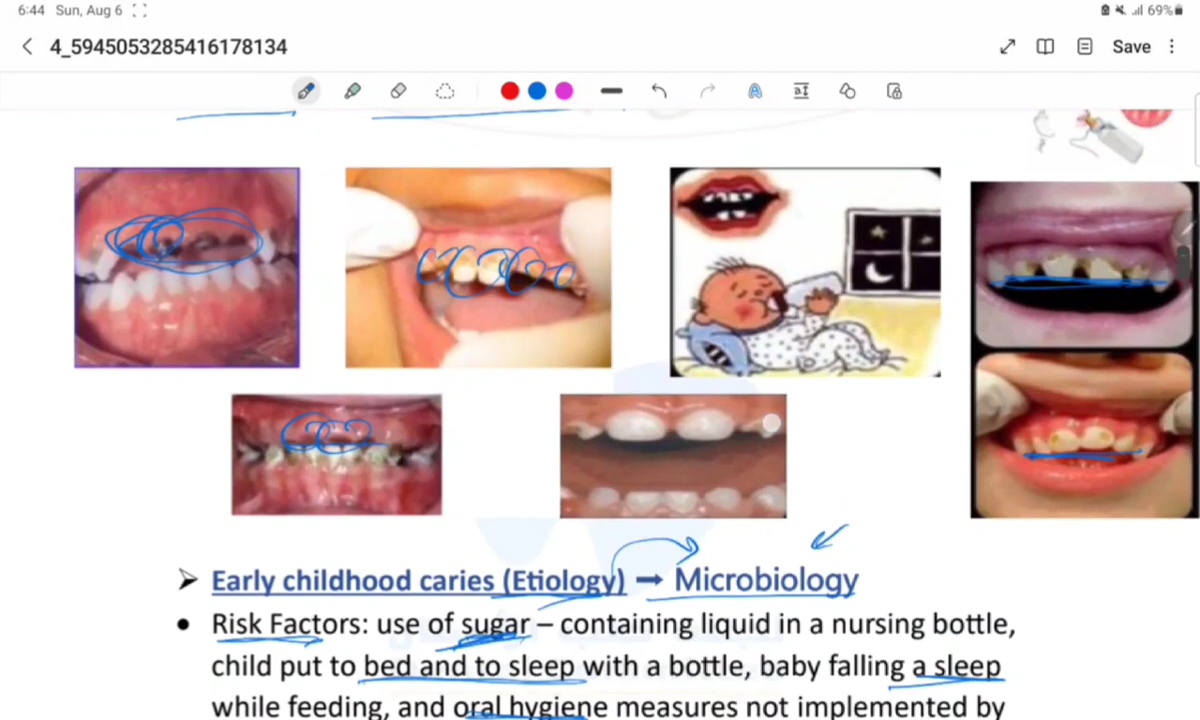 6:44 Sun, Aug 6 69%
4_5945053285416178134 Save
➢ Early childhood caries (Etiology) → Microbiology
• Risk Factors: use of sugar – containing liquid in a nursing bottle,
child put to bed and to sleep with a bottle, baby falling a sleep
while feeding, and oral hygiene measures not implemented by